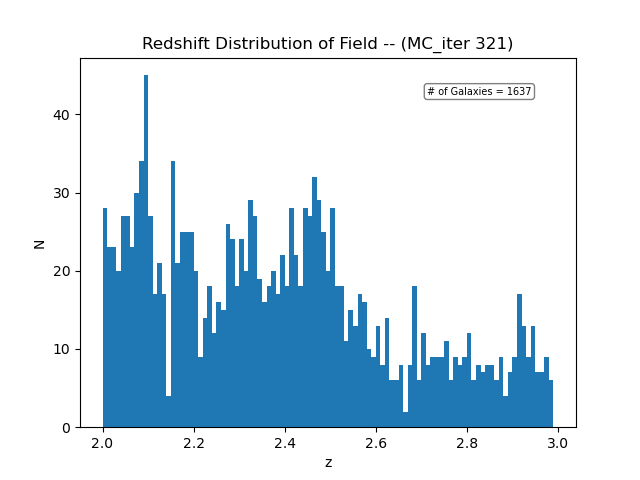 Redshift Distribution of Field -- (MC_iter 321)
# of Galaxies = 1637
40
30
20
10
0
N
2.0 2.2 2.4 2.6 2.8 3.0
z